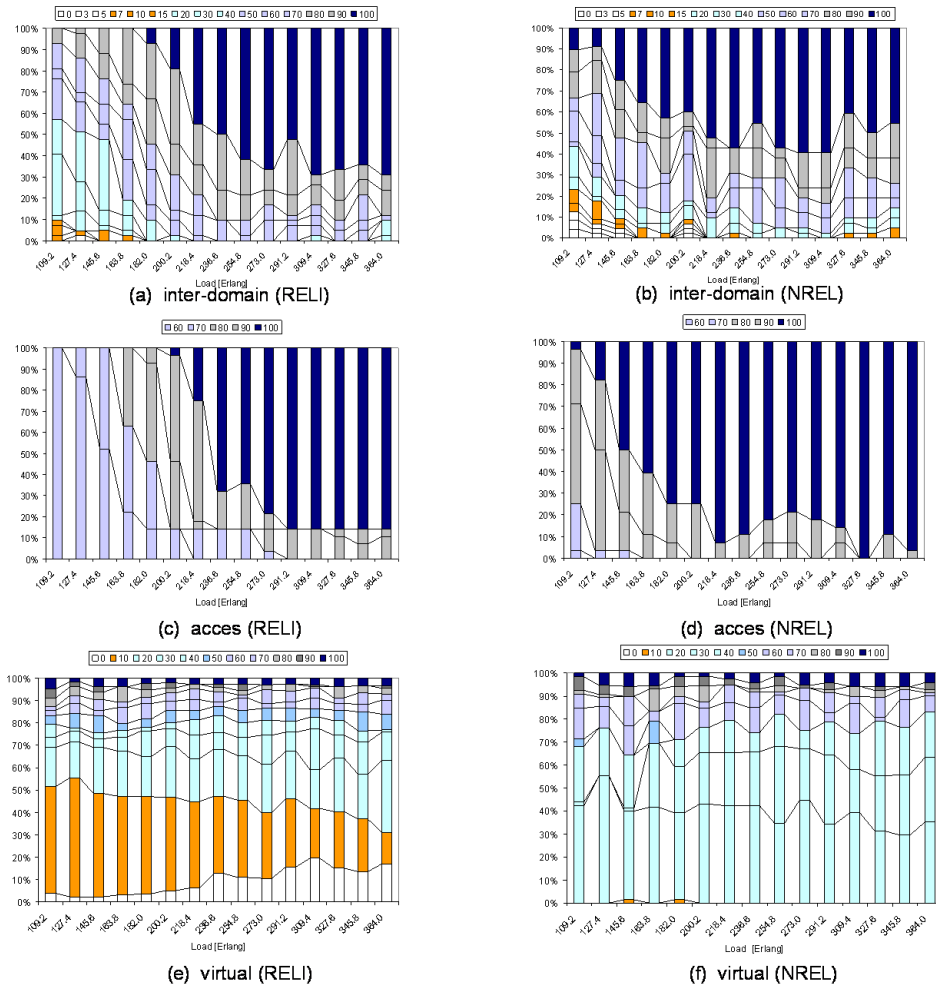 0 3 5 7 10 15 20 30 40 50 60 70 80 90 100
100%
90%
80%
70%
60%
50%
40%
30%
20%
10%
0%
109.2 127.4 145.6 163.8 182.0 200.2 218.4 236.6 254.8 273.0 291.2 309.4 327.6 345.8 364.0
Load [Erlang]
(a) inter-domain (RELI)
0 3 5 7 10 15 20 30 40 50 60 70 80 90 100
100%
90%
80%
70%
60%
50%
40%
30%
20%
10%
0%
109.2 127.4 145.6 163.8 182.0 200.2 218.4 236.6 254.8 273.0 291.2 309.4 327.6 345.8 364.0
Load [Erlang]
(b) inter-domain (NREL)
60 70 80 90 100
100%
90%
80%
70%
60%
50%
40%
30%
20%
10%
0%
109.2 127.4 145.6 163.8 182.0 200.2 218.4 236.6 254.8 273.0 291.2 309.4 327.6 345.8 364.0
Load [Erlang]
(c) acces (RELI)
60 70 80 90 100
100%
90%
80%
70%
60%
50%
40%
30%
20%
10%
0%
109.2 127.4 145.6 163.8 182.0 200.2 218.4 236.6 254.8 273.0 291.2 309.4 327.6 345.8 364.0
Load [Erlang]
(d) acces (NREL)
0 10 20 30 40 50 60 70 80 90 100
100%
90%
80%
70%
60%
50%
40%
30%
20%
10%
0%
109.2 127.4 145.6 163.8 182.0 200.2 218.4 236.6 254.8 273.0 291.2 309.4 327.6 345.8 364.0
Load [Erlang]
(e) virtual (RELI)
0 10 20 30 40 50 60 70 80 90 100
100%
90%
80%
70%
60%
50%
40%
30%
20%
10%
0%
109.2 127.4 145.6 163.8 182.0 200.2 218.4 236.6 254.8 273.0 291.2 309.4 327.6 345.8 364.0
Load [Erlang]
(f) virtual (NREL)